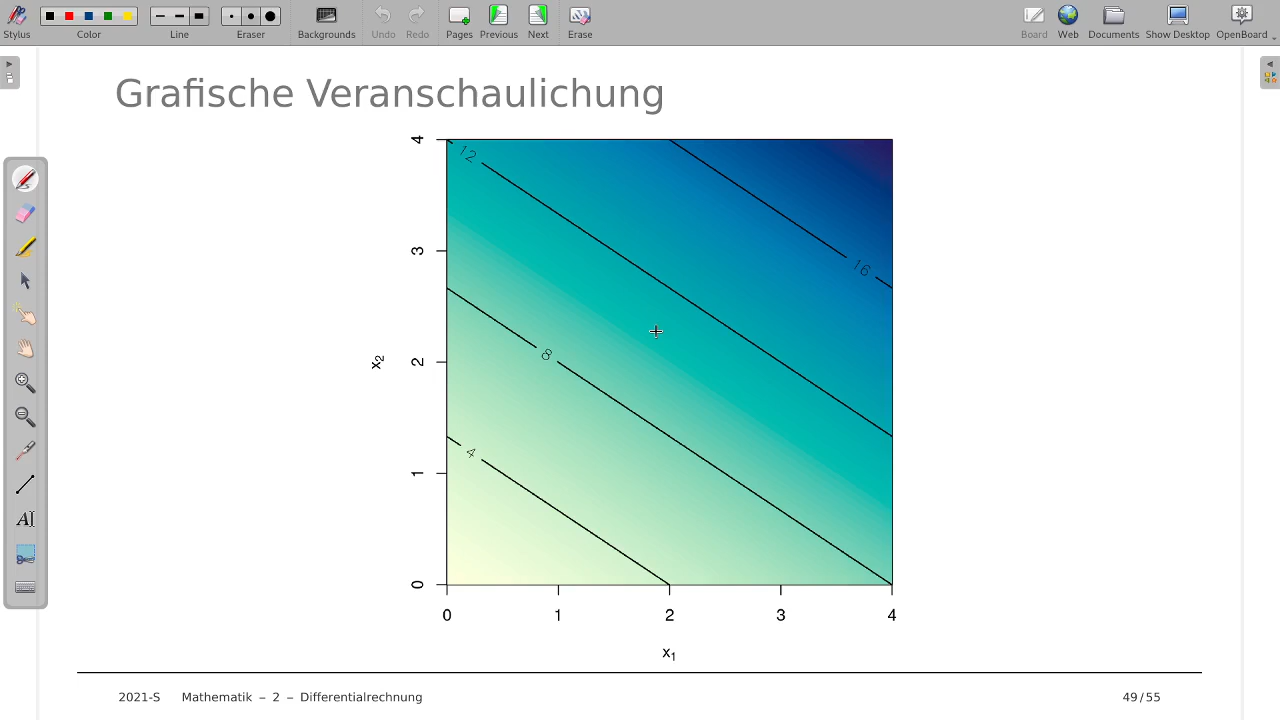 Stylus Color Line Eraser Backgrounds Undo Redo Pages Previous Next Erase Board Web Documents Show Desktop OpenBoard
Grafische Veranschaulichung
4
12
3
16
x2
2
8
1
4
0
0 1 2 3 4
x1
2021-S Mathematik – 2 – Differentialrechnung 49/55